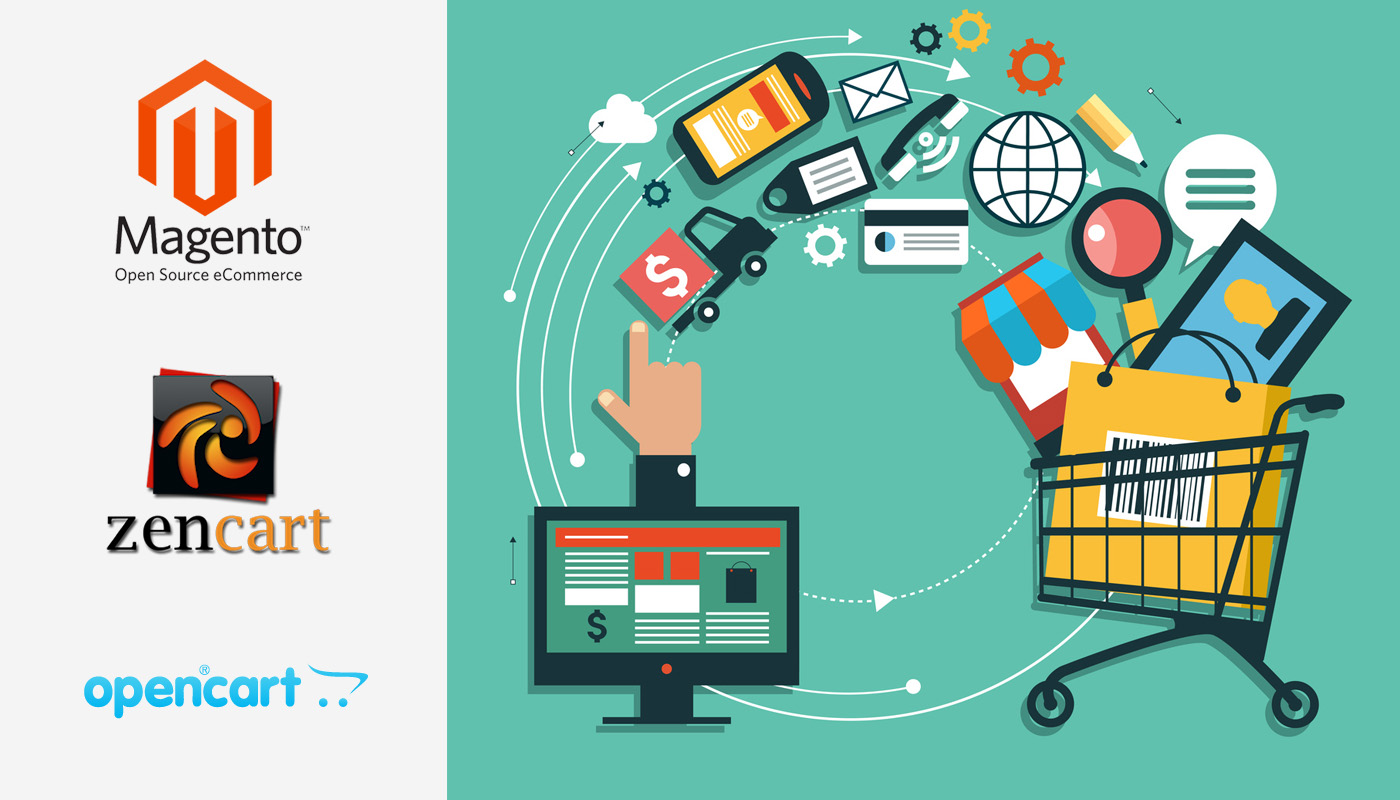 Magento™
Open Source eCommerce
zencart
opencart®
$
$